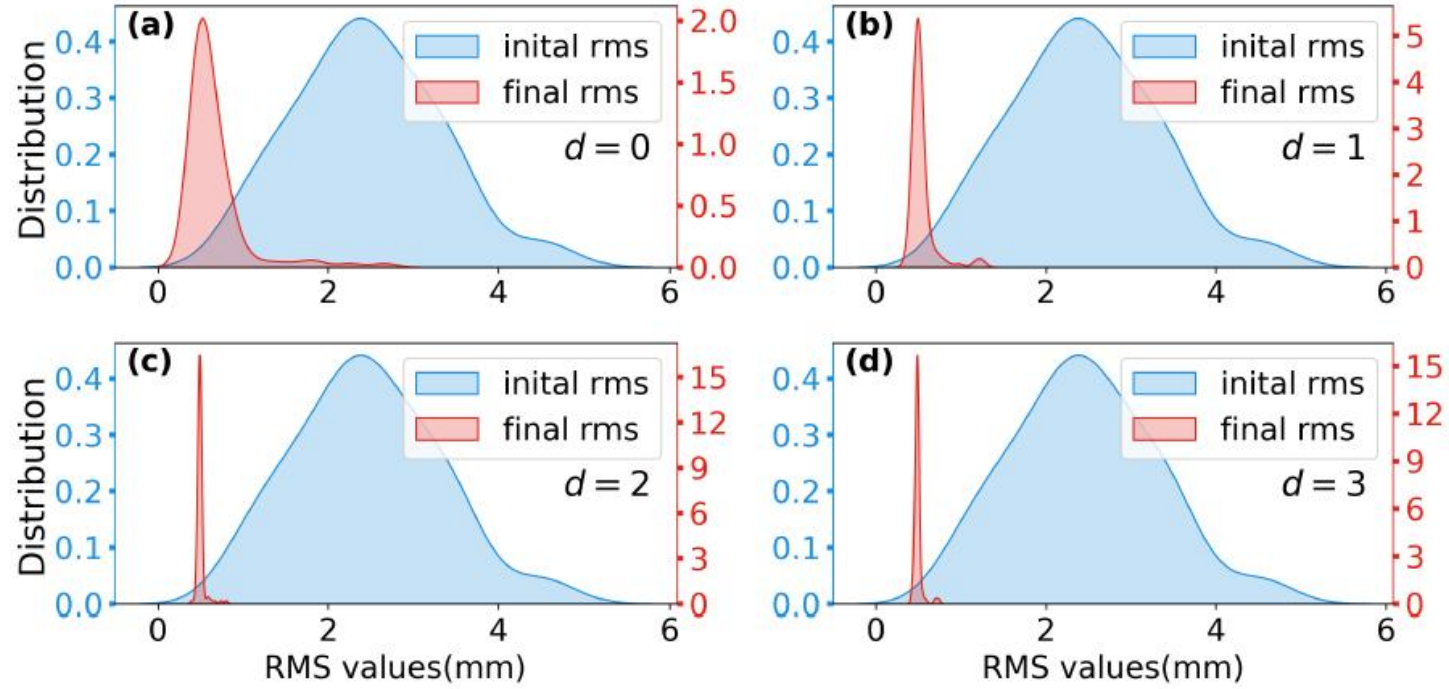 (a)
inital rms
final rms
d = 0
Distribution
0.4
0.3
0.2
0.1
0.0
2.0
1.5
1.0
0.5
0.0
0 2 4 6
(b)
inital rms
final rms
d = 1
0.4
0.3
0.2
0.1
0.0
5
4
3
2
1
0
0 2 4 6
(c)
inital rms
final rms
d = 2
Distribution
0.4
0.3
0.2
0.1
0.0
15
12
9
6
3
0
0 2 4 6
RMS values(mm)
(d)
inital rms
final rms
d = 3
0.4
0.3
0.2
0.1
0.0
15
12
9
6
3
0
0 2 4 6
RMS values(mm)